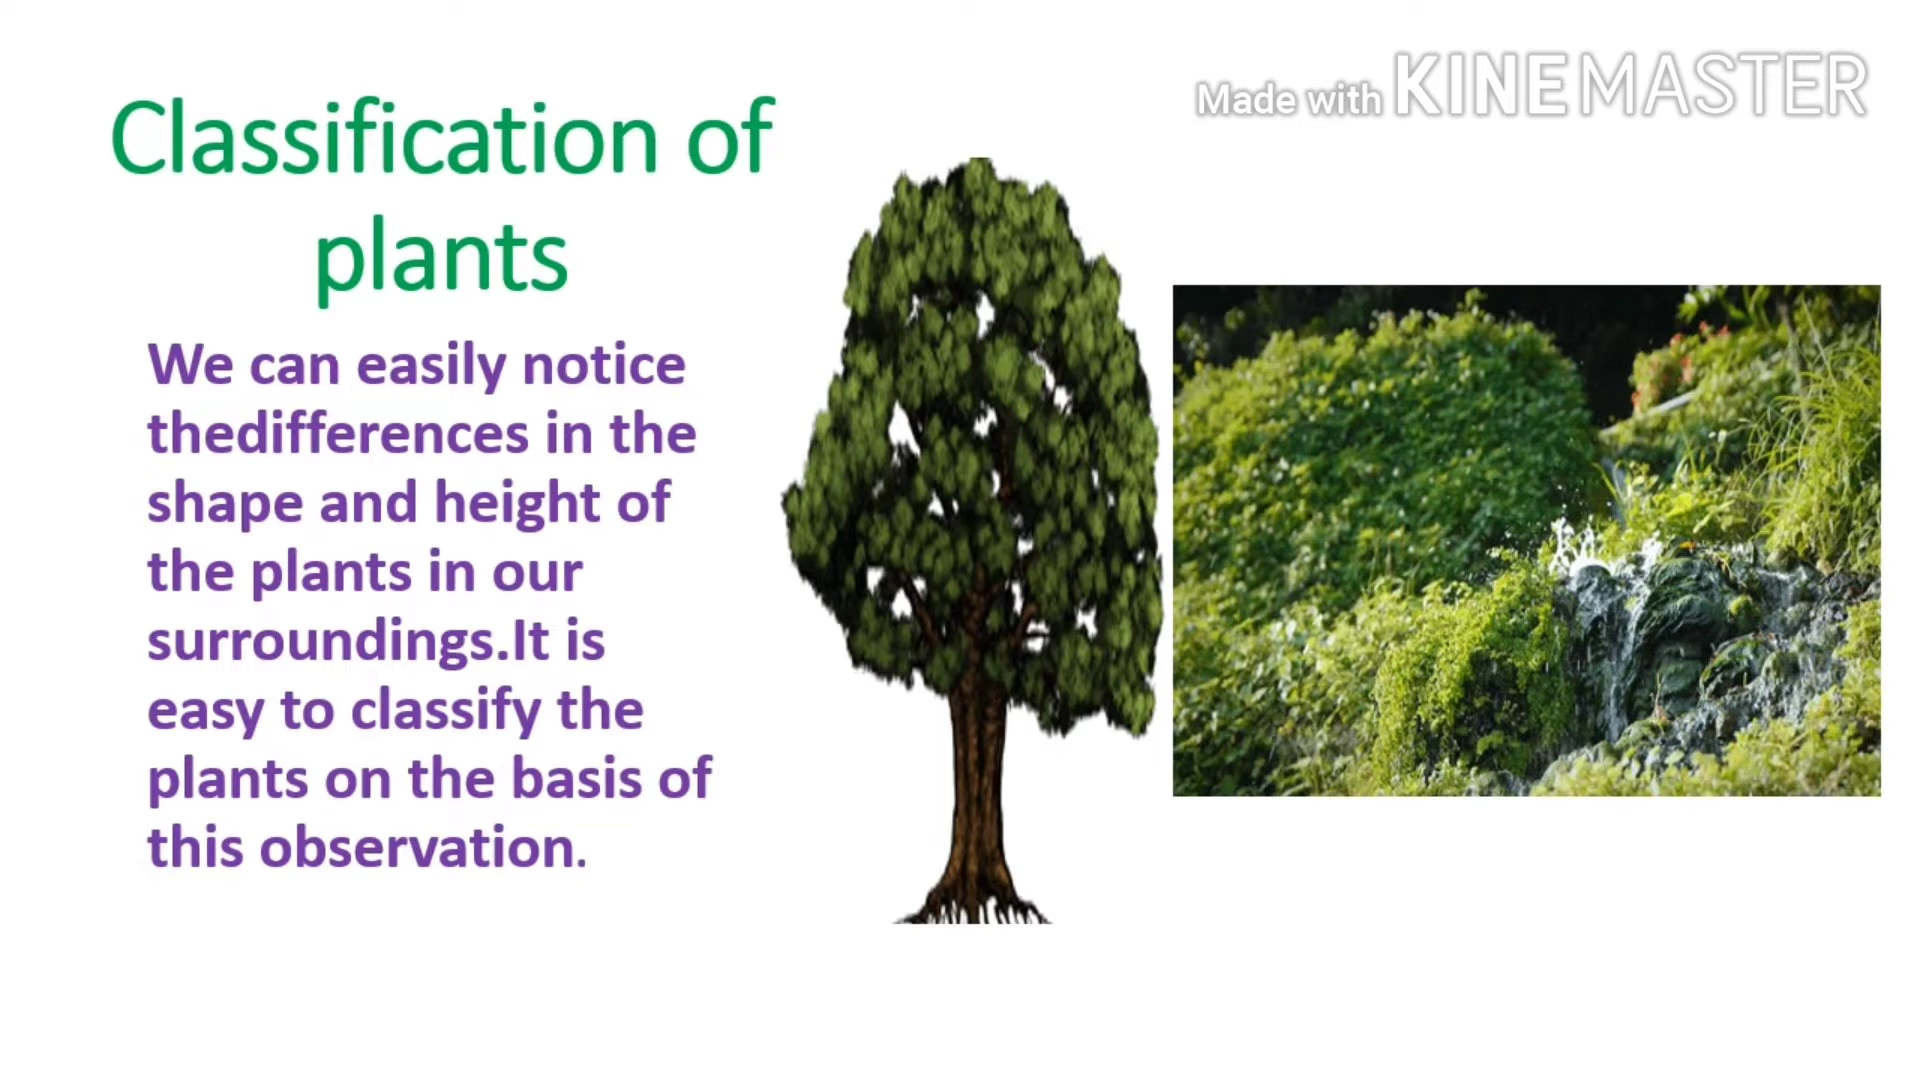 Made with KINEMASTER
Classification of
plants
We can easily notice
thedifferences in the
shape and height of
the plants in our
surroundings.It is
easy to classify the
plants on the basis of
this observation.